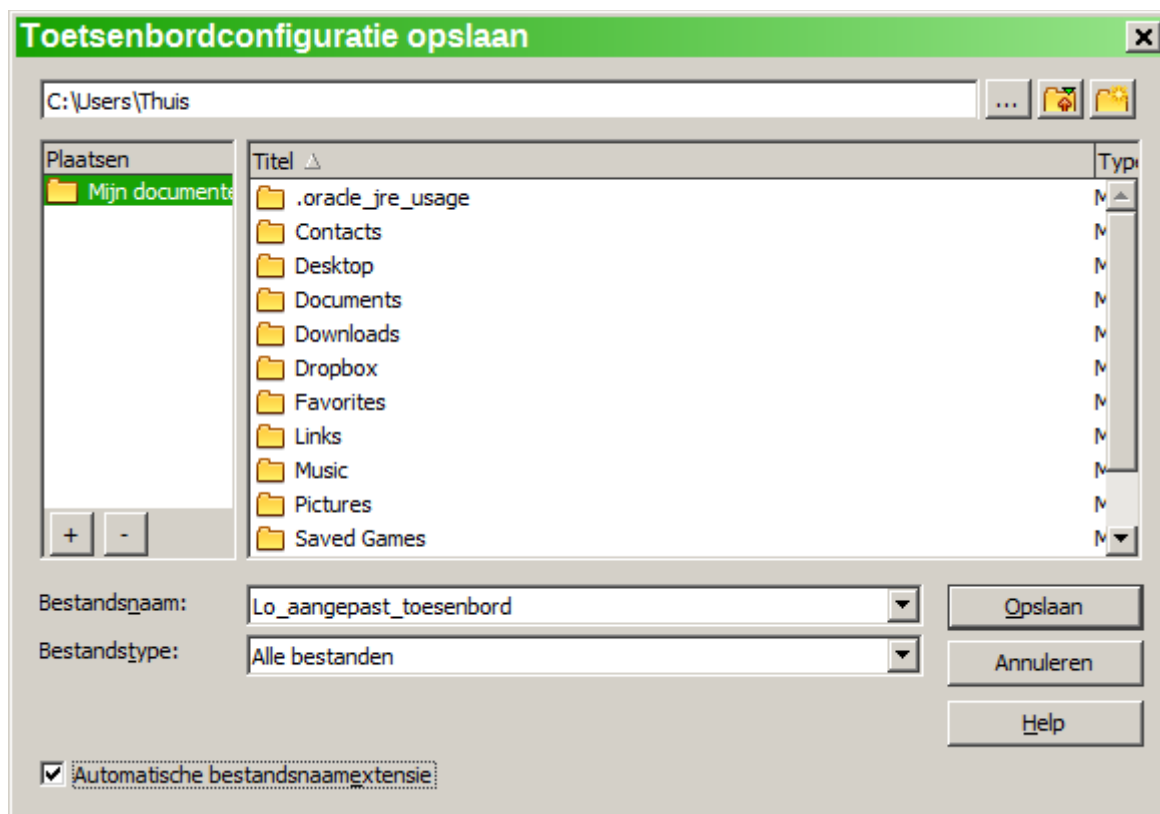 Toetsenbordconfiguratie opslaan
C:\Users\Thuis
...
Plaatsen
Titel
Type
Mijn documente
.oracle_jre_usage M
Contacts M
Desktop M
Documents M
Downloads M
Dropbox M
Favorites M
Links M
Music M
Pictures M
Saved Games M
+ -
Bestandsnaam: Lo_aangepast_toesenbord Opslaan
Bestandstype: Alle bestanden Annuleren
Help
Automatische bestandsnaamextensie